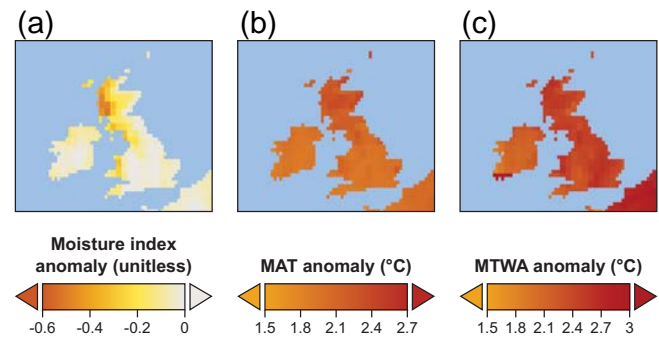 (a) (b) (c)
Moisture index
anomaly (unitless)
-0.6 -0.4 -0.2 0
MAT anomaly (°C)
1.5 1.8 2.1 2.4 2.7
MTWA anomaly (°C)
1.5 1.8 2.1 2.4 2.7 3